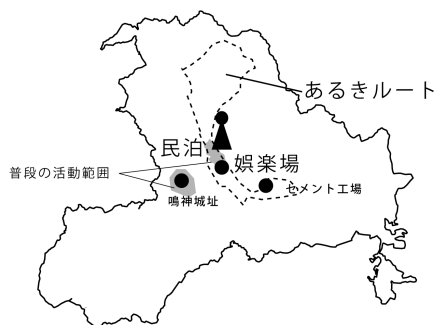 あるきルート
民泊
娯楽場
普段の活動範囲
セメント工場
鳴神城址